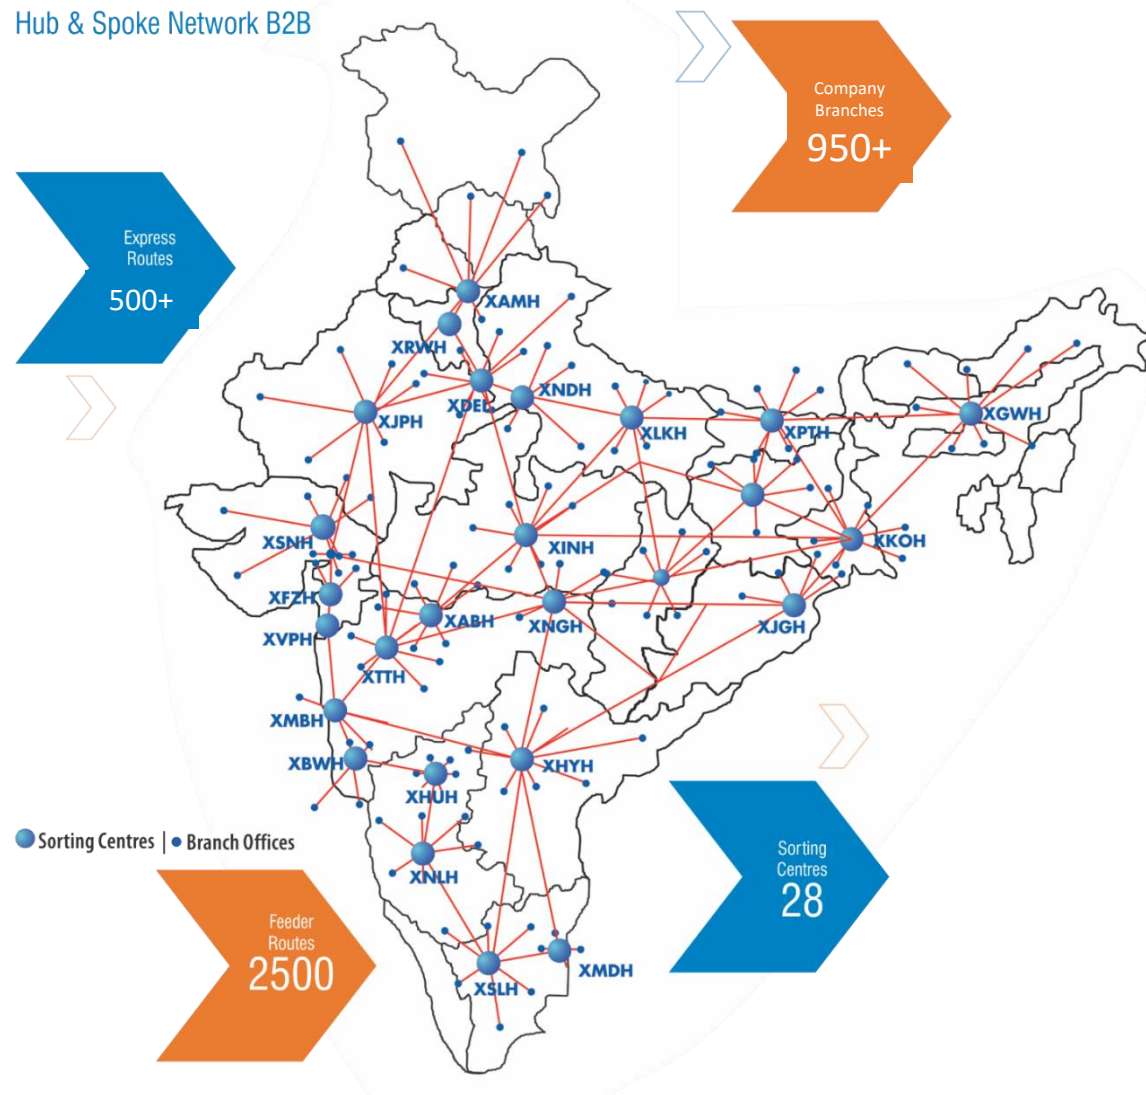 Hub & Spoke Network B2B
Company
Branches
950+
Express
Routes
500+
XAMH
XRWH
XDEL
XNDH
XJPH
XLKH
XPTH
XGWH
XSNH
XINH
XKOH
XFZH
XABH
XNGH
XJGH
XVPH
XTTH
XMBH
XBWH
XHYH
XHUH
Sorting Centres | • Branch Offices
XNLH
Sorting
Centres
28
Feeder
Routes
2500
XSLH
XMDH